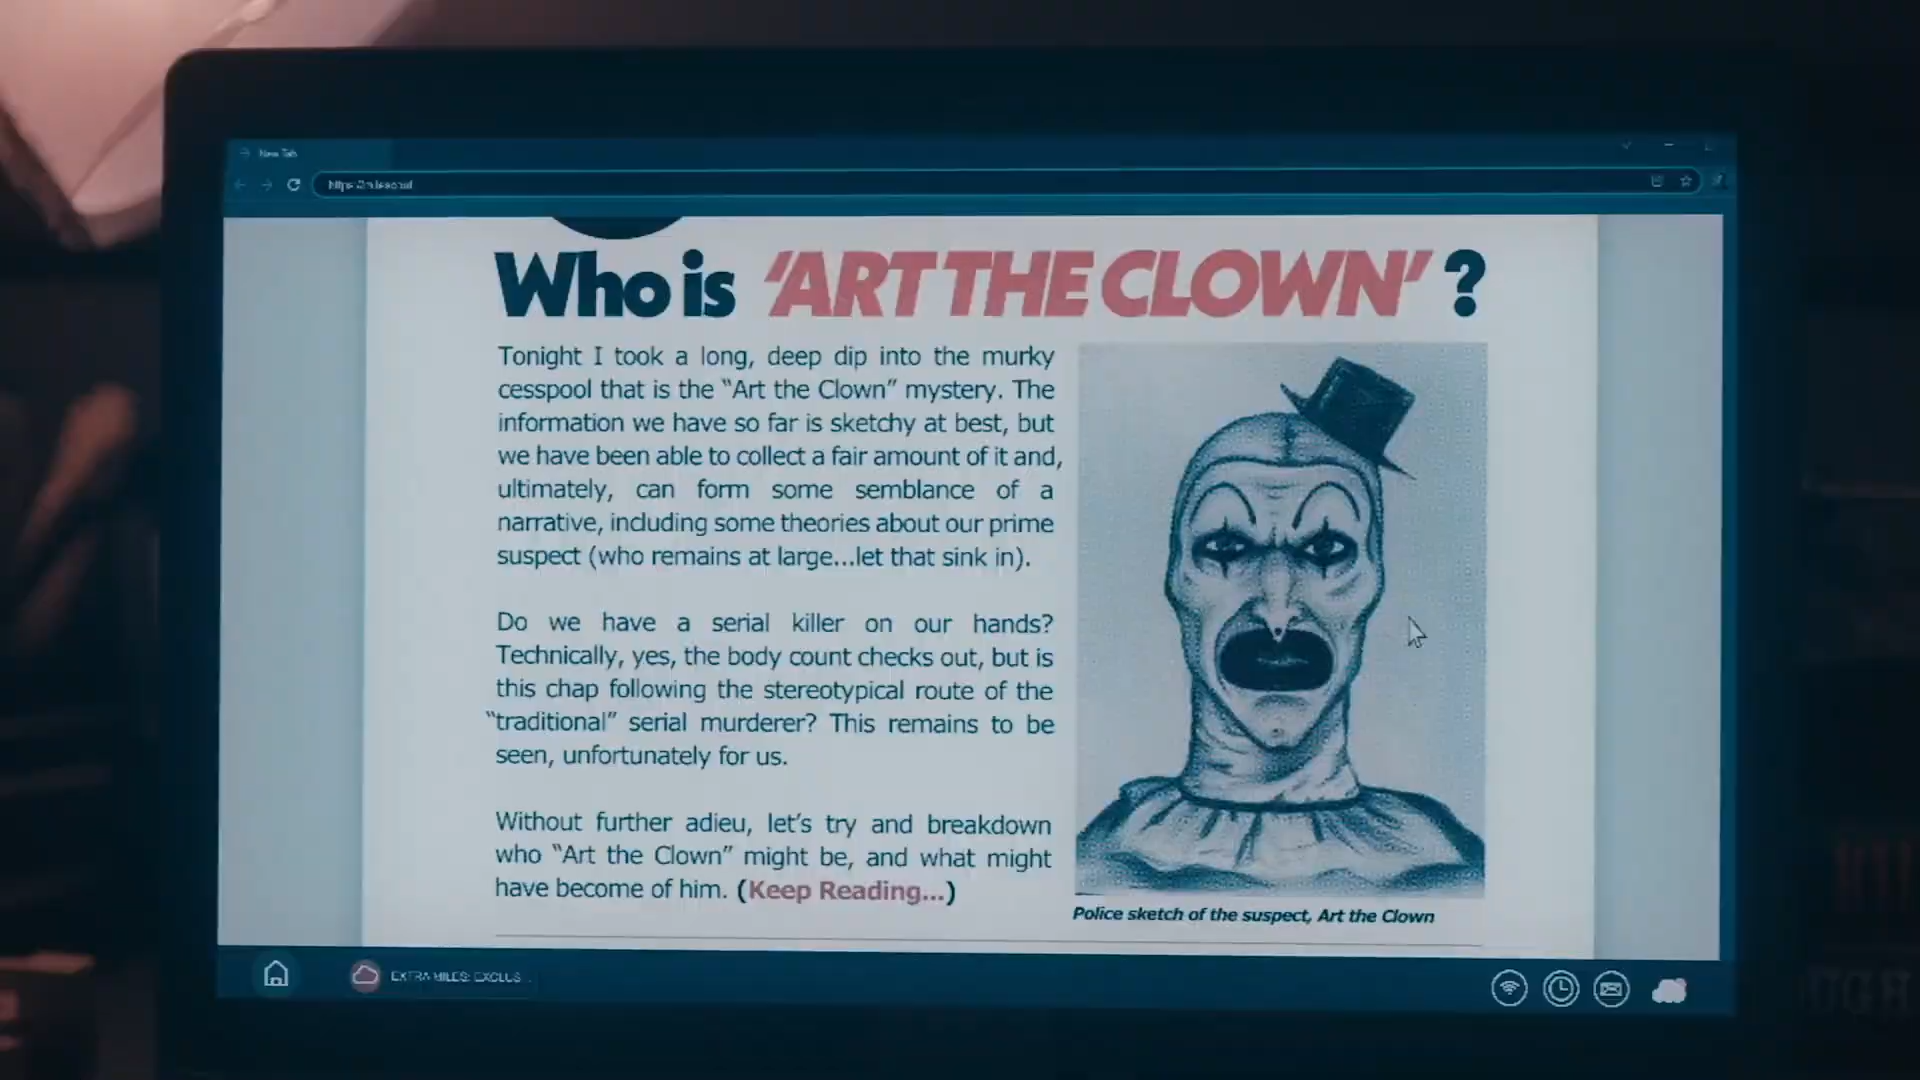 New Tab
Who is 'ART THE CLOWN' ?
Tonight I took a long, deep dip into the murky
cesspool that is the “Art the Clown” mystery. The
information we have so far is sketchy at best, but
we have been able to collect a fair amount of it and,
ultimately, can form some semblance of a
narrative, including some theories about our prime
suspect (who remains at large...let that sink in).
Do we have a serial killer on our hands?
Technically, yes, the body count checks out, but is
this chap following the stereotypical route of the
“traditional” serial murderer? This remains to be
seen, unfortunately for us.
Without further adieu, let’s try and breakdown
who “Art the Clown” might be, and what might
have become of him. (Keep Reading...)
Police sketch of the suspect, Art the Clown
EXTRA MILES: EXCLUS...